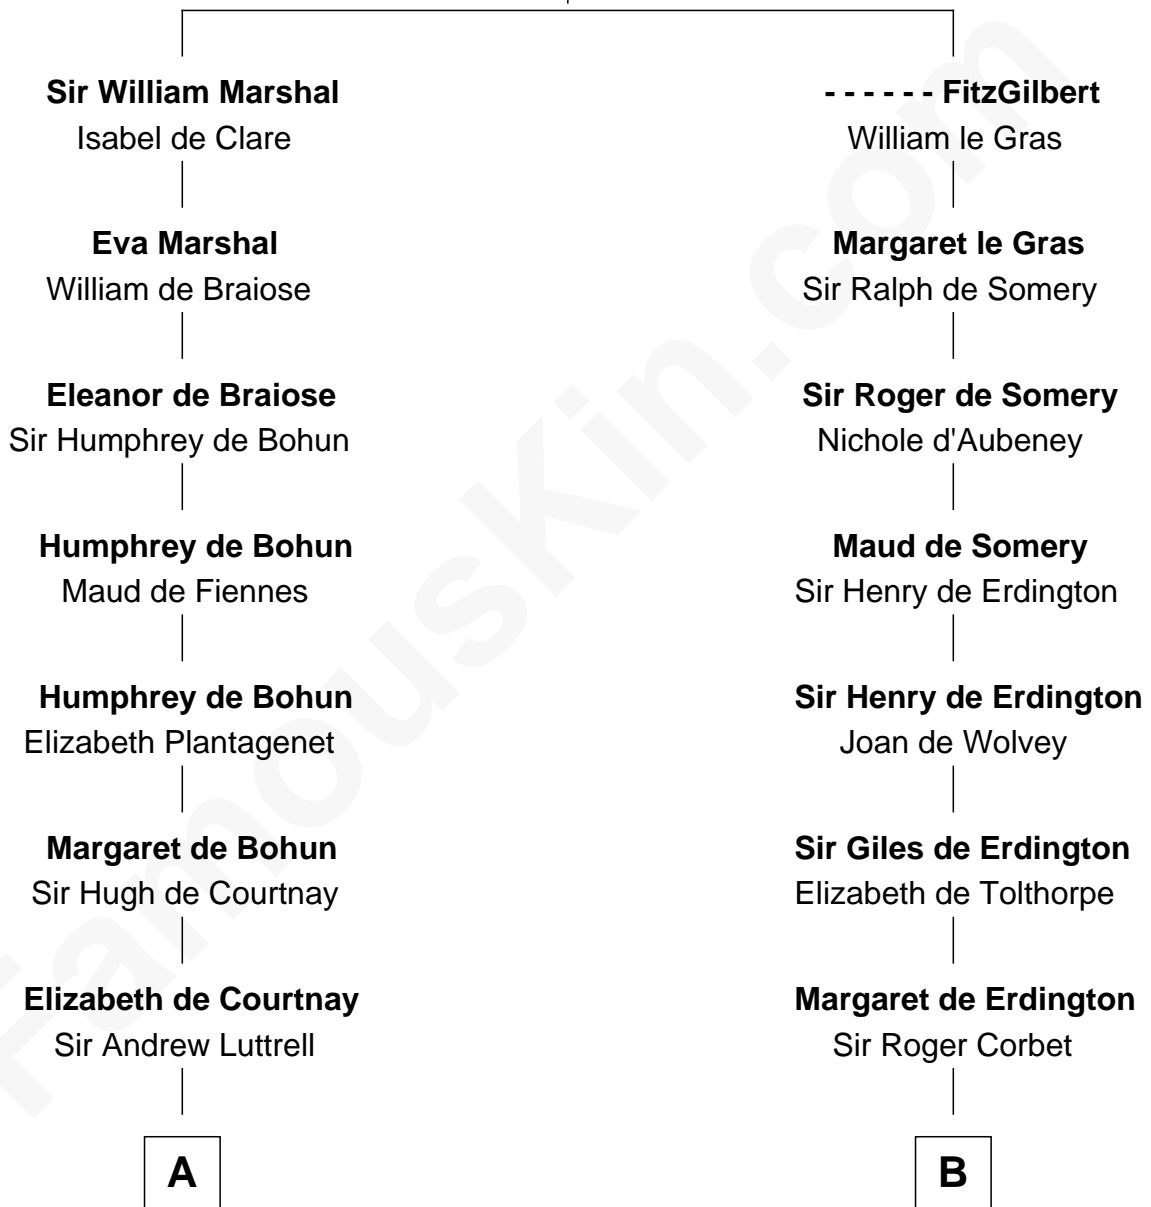 Sir William Marshal
Isabel de Clare
Eva Marshal
William de Braiose
Eleanor de Braiose
Sir Humphrey de Bohun
Humphrey de Bohun
Maud de Fiennes
Humphrey de Bohun
Elizabeth Plantagenet
Margaret de Bohun
Sir Hugh de Courtnay
Elizabeth de Courtnay
Sir Andrew Luttrell
A
- - - - - - FitzGilbert
William le Gras
Margaret le Gras
Sir Ralph de Somery
Sir Roger de Somery
Nichole d'Aubeney
Maud de Somery
Sir Henry de Erdington
Sir Henry de Erdington
Joan de Wolvey
Sir Giles de Erdington
Elizabeth de Tolthorpe
Margaret de Erdington
Sir Roger Corbet
B
FamousKin.com